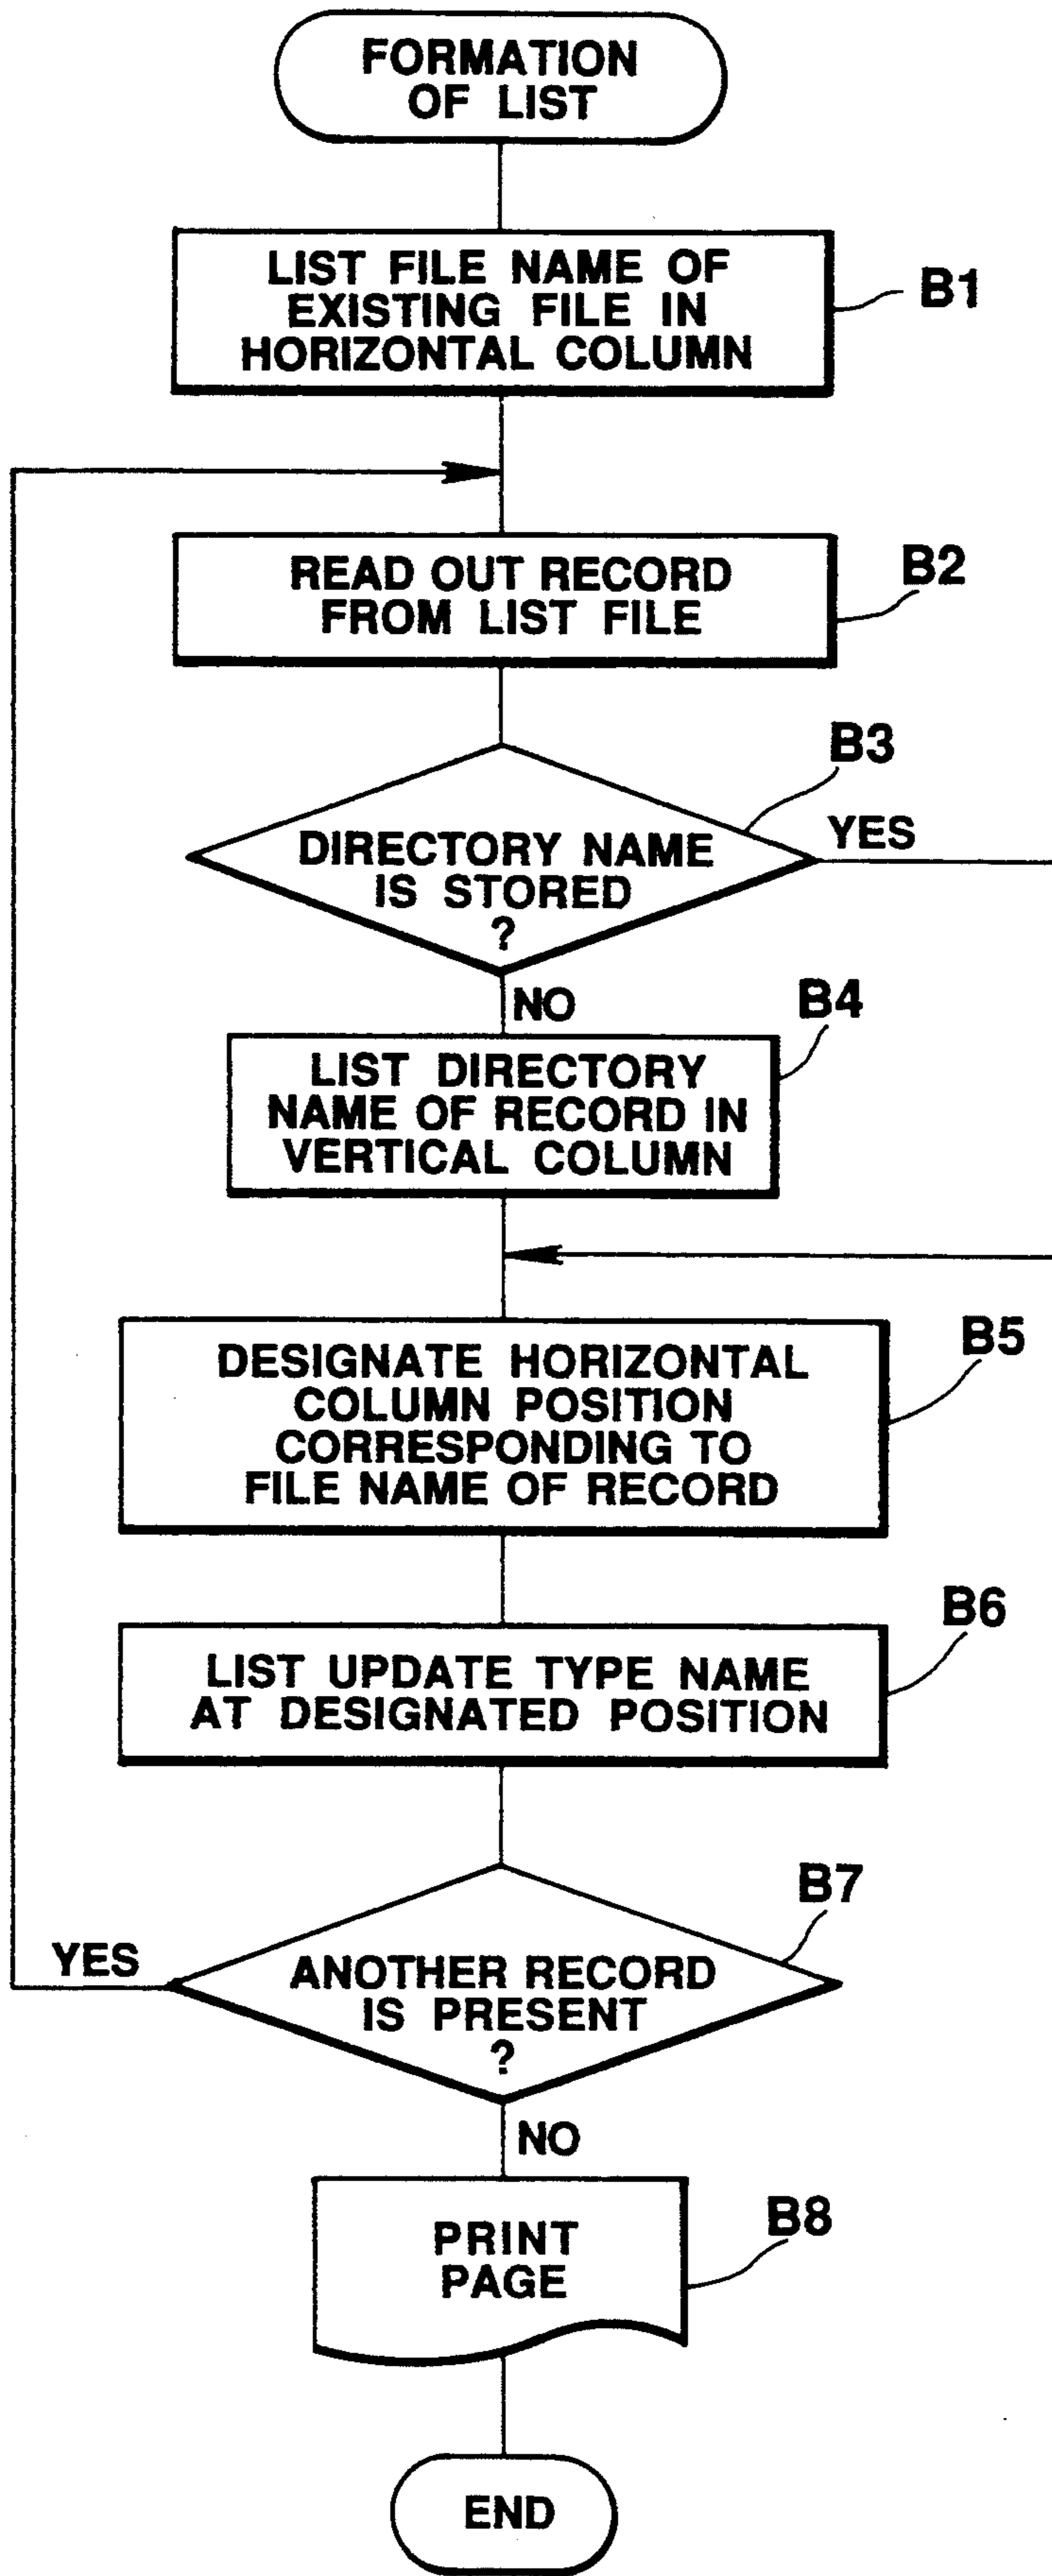 FORMATION
OF LIST
LIST FILE NAME OF
EXISTING FILE IN
HORIZONTAL COLUMN
B1
READ OUT RECORD
FROM LIST FILE
B2
B3
DIRECTORY NAME
IS STORED
?
YES
NO
B4
LIST DIRECTORY
NAME OF RECORD IN
VERTICAL COLUMN
DESIGNATE HORIZONTAL
COLUMN POSITION
CORRESPONDING TO
FILE NAME OF RECORD
B5
B6
LIST UPDATE TYPE NAME
AT DESIGNATED POSITION
B7
YES
ANOTHER RECORD
IS PRESENT
?
NO
PRINT
PAGE
B8
END